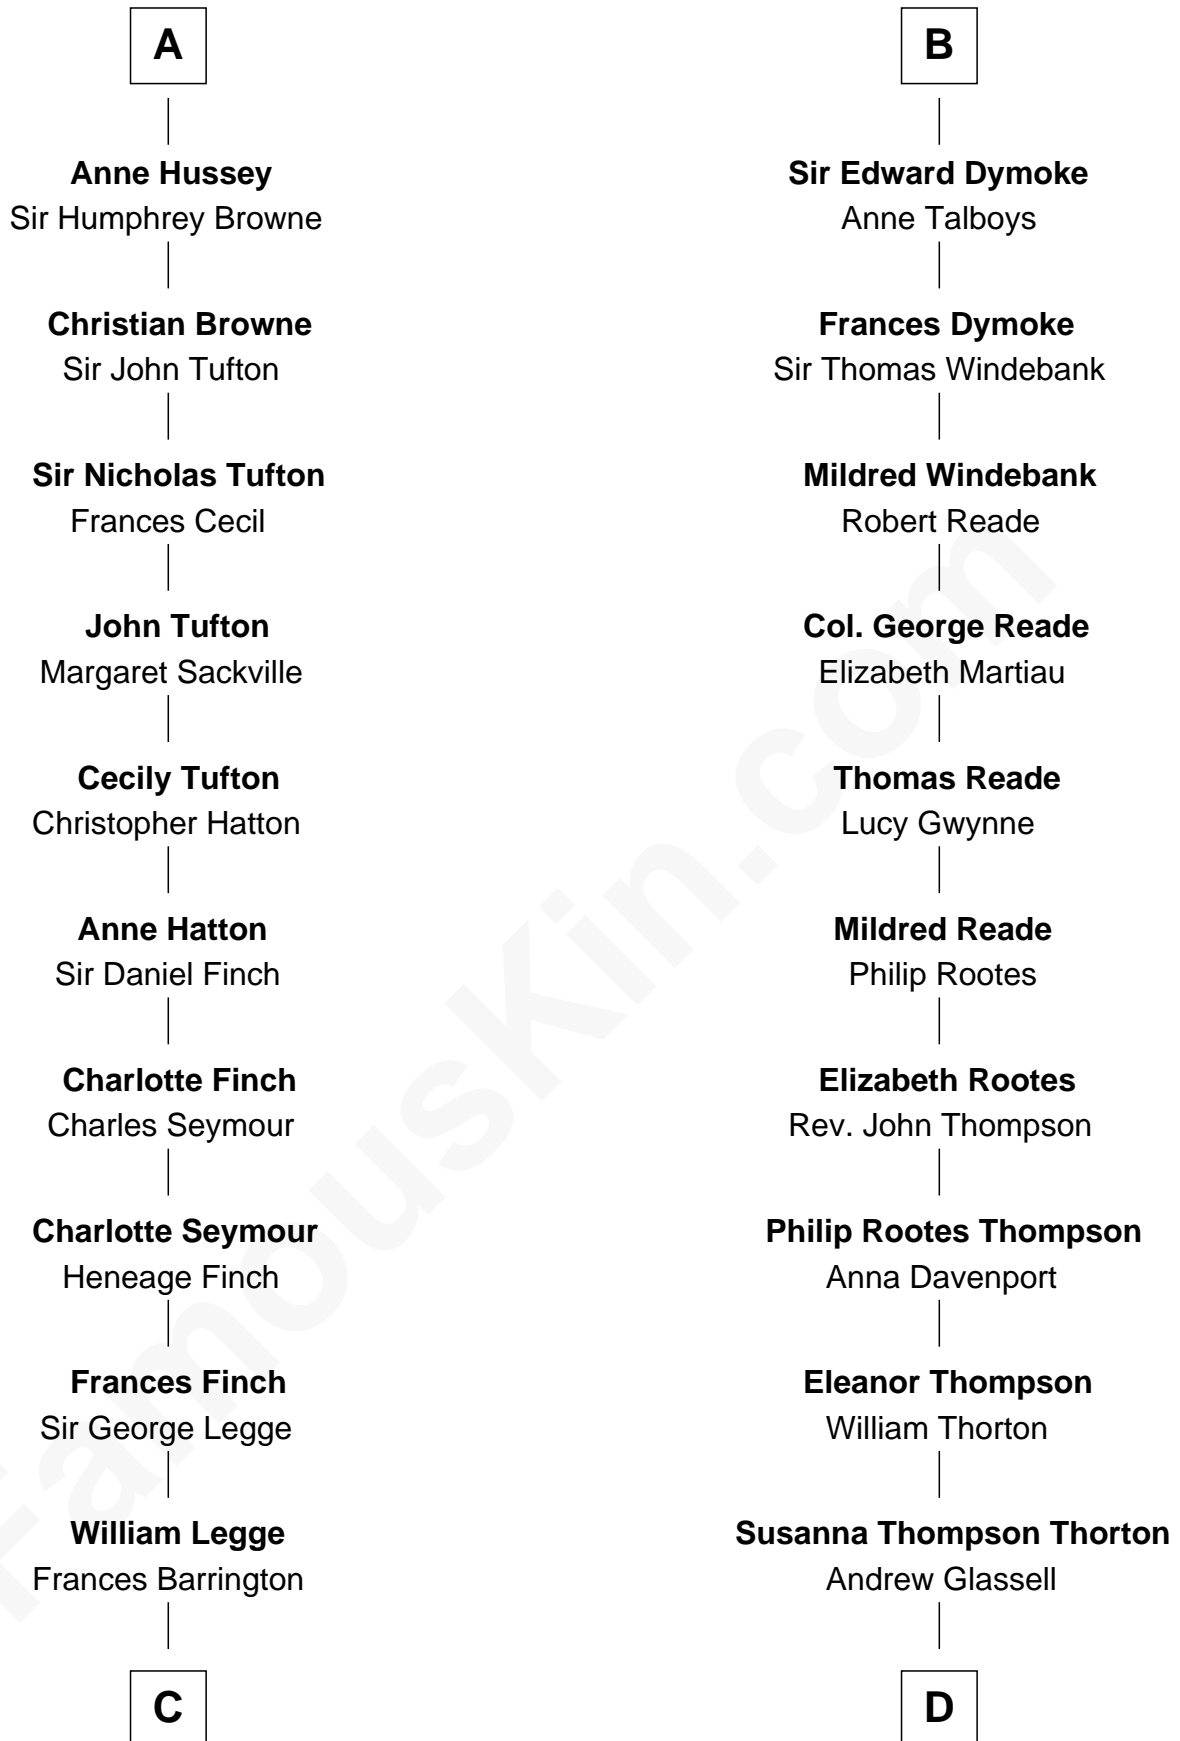 A
Anne Hussey
Sir Humphrey Browne
Christian Browne
Sir John Tufton
Sir Nicholas Tufton
Frances Cecil
John Tufton
Margaret Sackville
Cecily Tufton
Christopher Hatton
Anne Hatton
Sir Daniel Finch
Charlotte Finch
Charles Seymour
Charlotte Seymour
Heneage Finch
Frances Finch
Sir George Legge
William Legge
Frances Barrington
C
B
Sir Edward Dymoke
Anne Talboys
Frances Dymoke
Sir Thomas Windebank
Mildred Windebank
Robert Reade
Col. George Reade
Elizabeth Martiau
Thomas Reade
Lucy Gwynne
Mildred Reade
Philip Rootes
Elizabeth Rootes
Rev. John Thompson
Philip Rootes Thompson
Anna Davenport
Eleanor Thompson
William Thorton
Susanna Thompson Thorton
Andrew Glassell
D
FamousKin.com